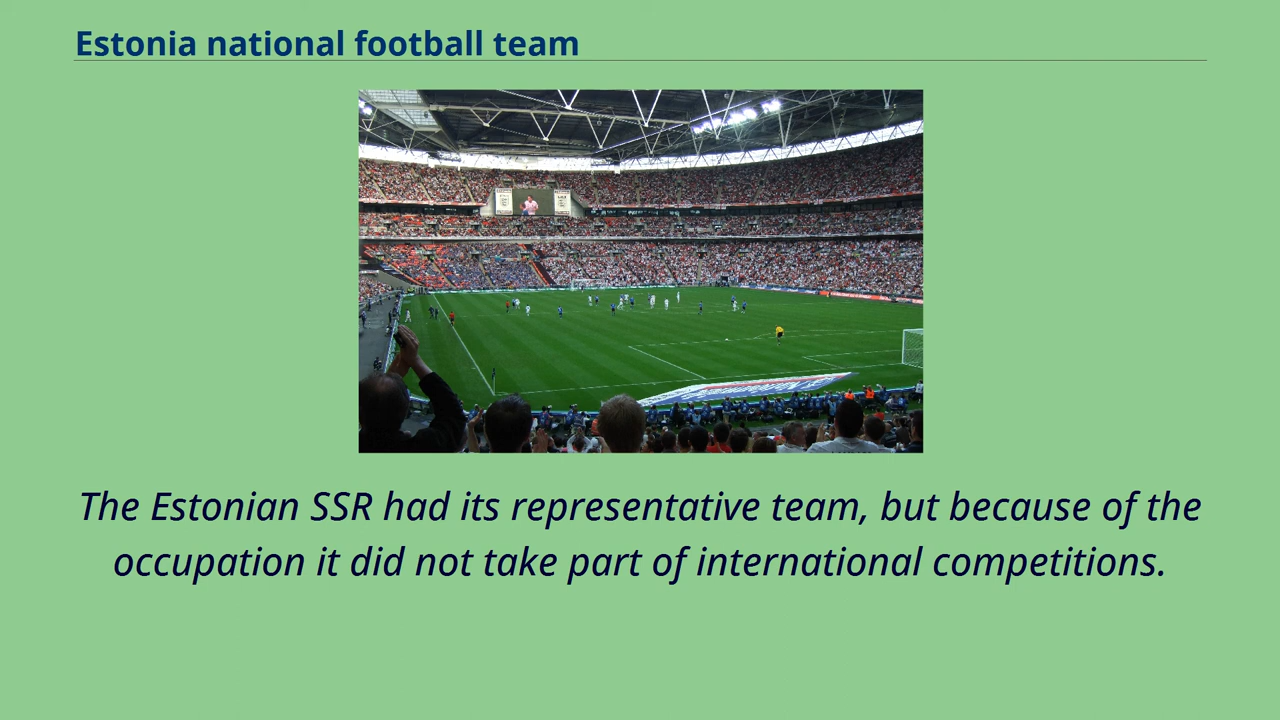 Estonia national football team
The Estonian SSR had its representative team, but because of the
occupation it did not take part of international competitions.